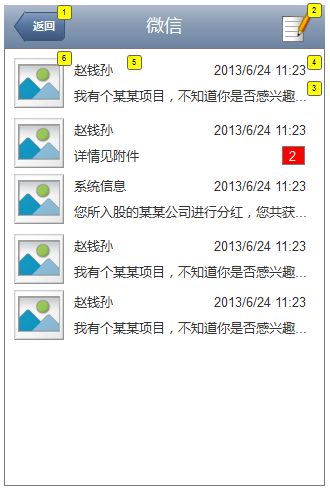 返回 1 微信 2
6 赵钱孙 5 2013/6/24 11:23 4
我有个某某项目，不知道你是否感兴趣... 3
赵钱孙 2013/6/24 11:23
详情见附件 2
系统信息 2013/6/24 11:23
您所入股的某某公司进行分红，您共获...
赵钱孙 2013/6/24 11:23
我有个某某项目，不知道你是否感兴趣...
赵钱孙 2013/6/24 11:23
我有个某某项目，不知道你是否感兴趣...